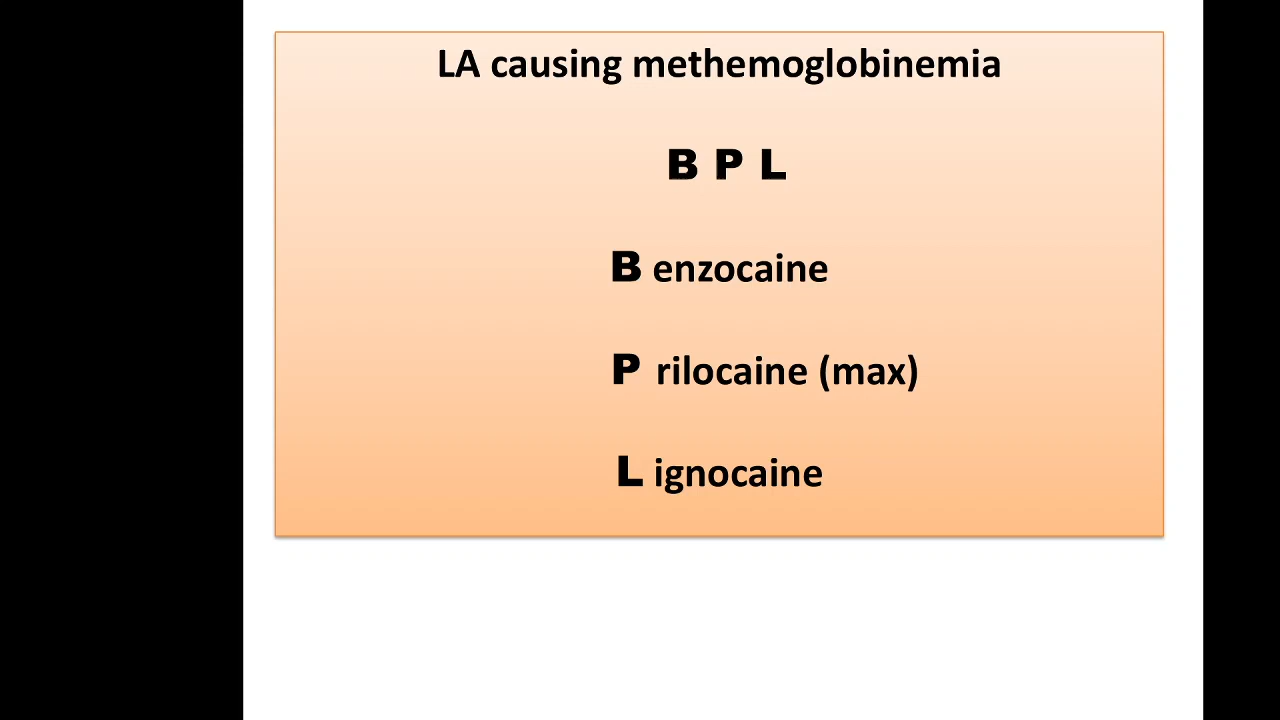 LA causing methemoglobinemia
B P L
B enzocaine
P rilocaine (max)
L ignocaine